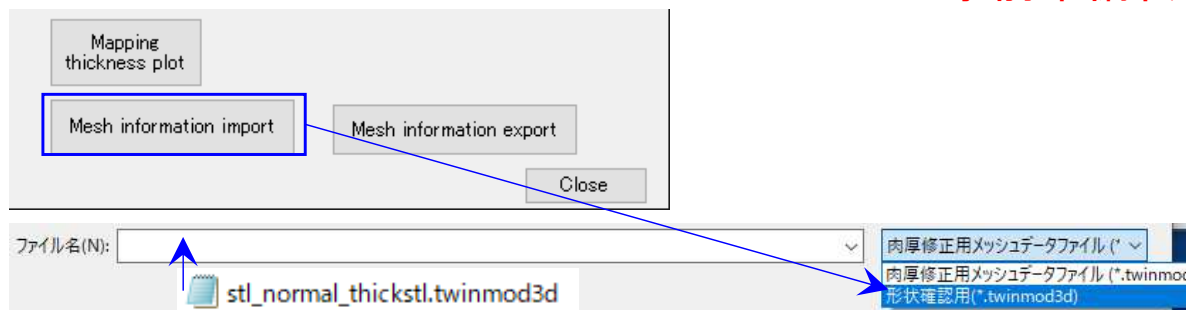 Mapping
thickness plot
Mesh information import
Mesh information export
Close
ファイル名(N):
肉厚修正用メッシュデータファイル (*
肉厚修正用メッシュデータファイル (*.twinmod
形状確認用(*.twinmod3d)
stl_normal_thickstl.twinmod3d